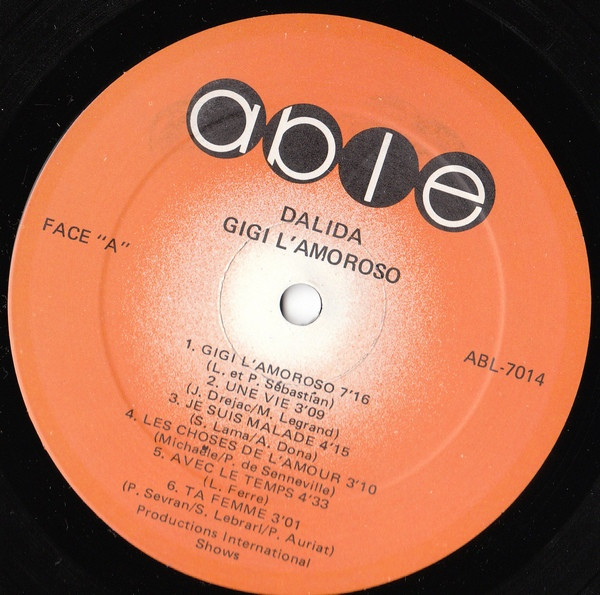 able
DALIDA
GIGI L'AMOROSO
FACE "A"
ABL-7014
1. GIGI L'AMOROSO 7'16
(L. et P. Sébastian)
2. UNE VIE 3'09
(J. Drejac/M. Legrand)
3. JE SUIS MALADE 4'15
(S. Lama/A. Dona)
4. LES CHOSES DE L'AMOUR 3'10
(Michaële/P. de Senneville)
5. AVEC LE TEMPS 4'33
(L. Ferre)
6. TA FEMME 3'01
(P. Sevran/S. Lebrarl/P. Auriat)
Productions International
Shows